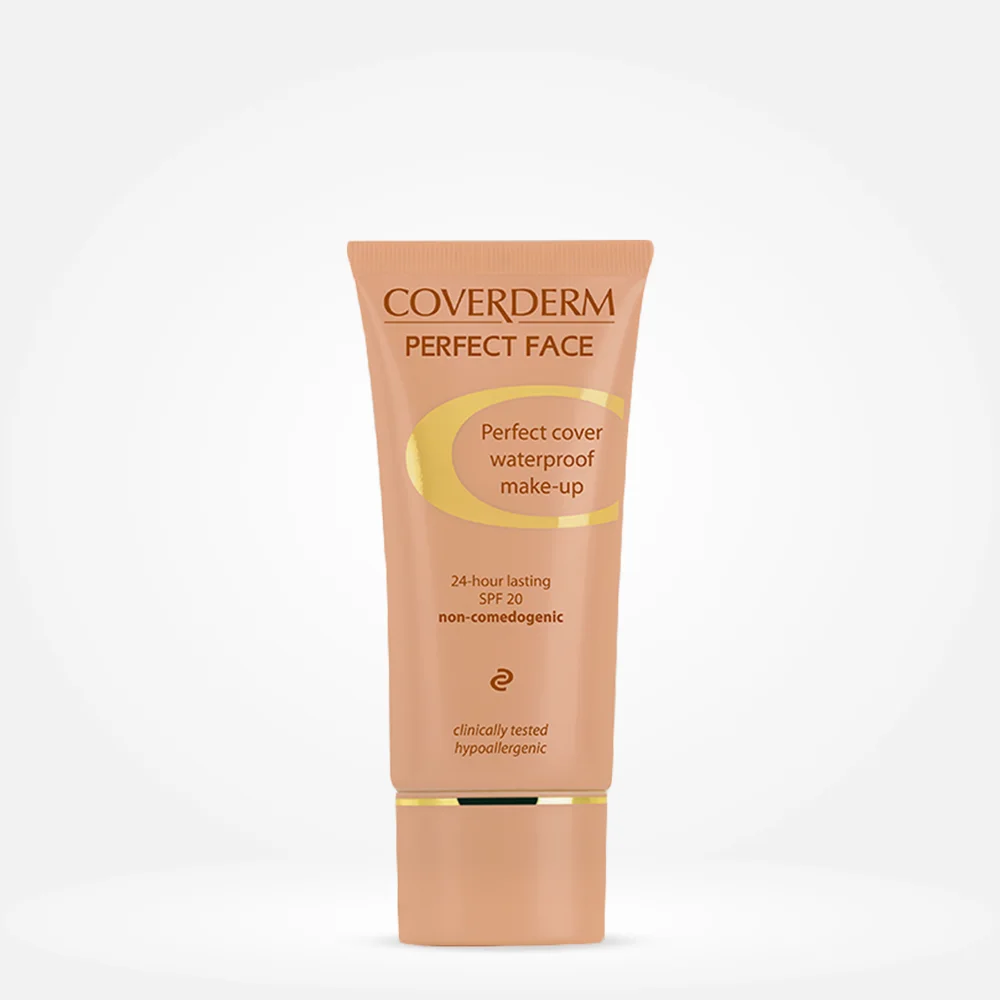 COVERDERM
PERFECT FACE
Perfect cover
waterproof
make-up
24-hour lasting
SPF 20
non-comedogenic
clinically tested
hypoallergenic